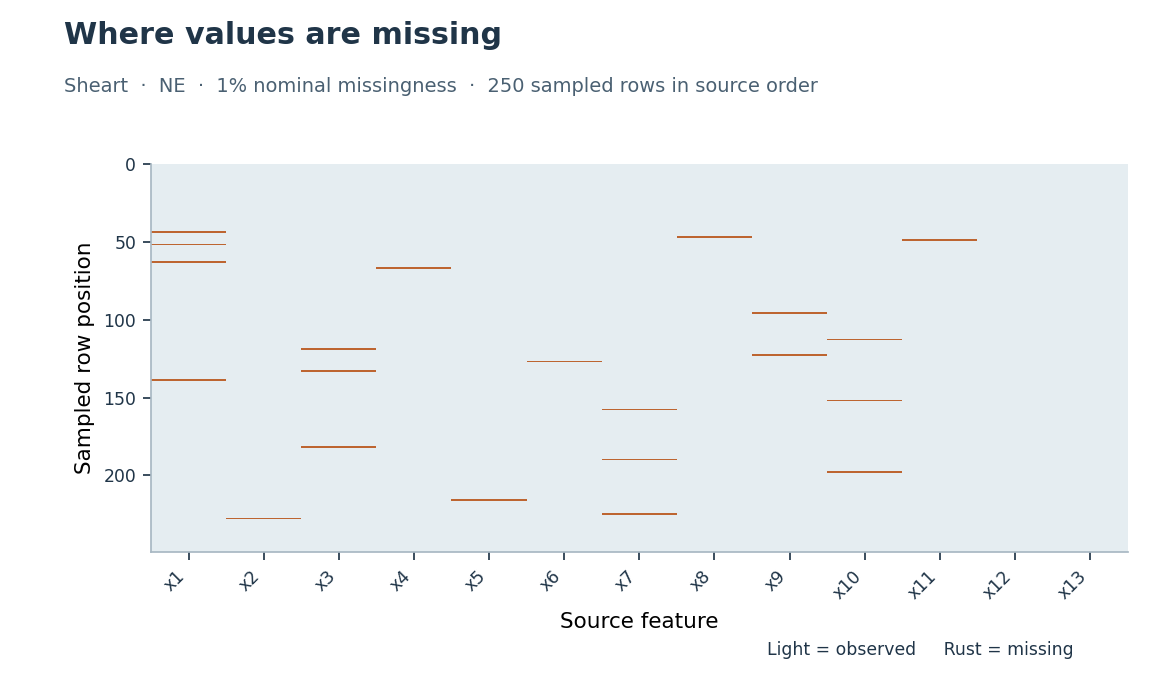 Where values are missing
Sheart · NE · 1% nominal missingness · 250 sampled rows in source order
0
50
100
150
200
Sampled row position
x1
x2
x3
x4
x5
x6
x7
x8
x9
x10
x11
x12
x13
Source feature
Light = observed Rust = missing